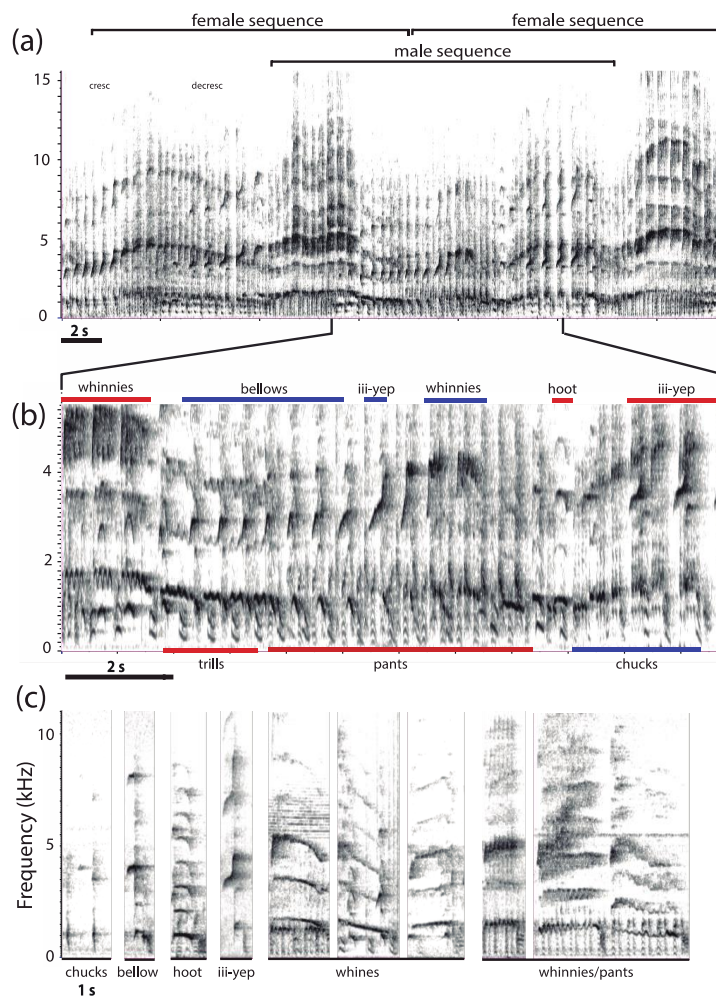 female sequence female sequence
(a)
male sequence
cresc decresc
15
10
5
0
2 s
whinnies bellows iii-yep whinnies hoot iii-yep
(b)
4
2
0
2 s trills pants chucks
(c)
11
Frequency (kHz)
5
0
chucks bellow hoot iii-yep whines whinnies/pants
1 s